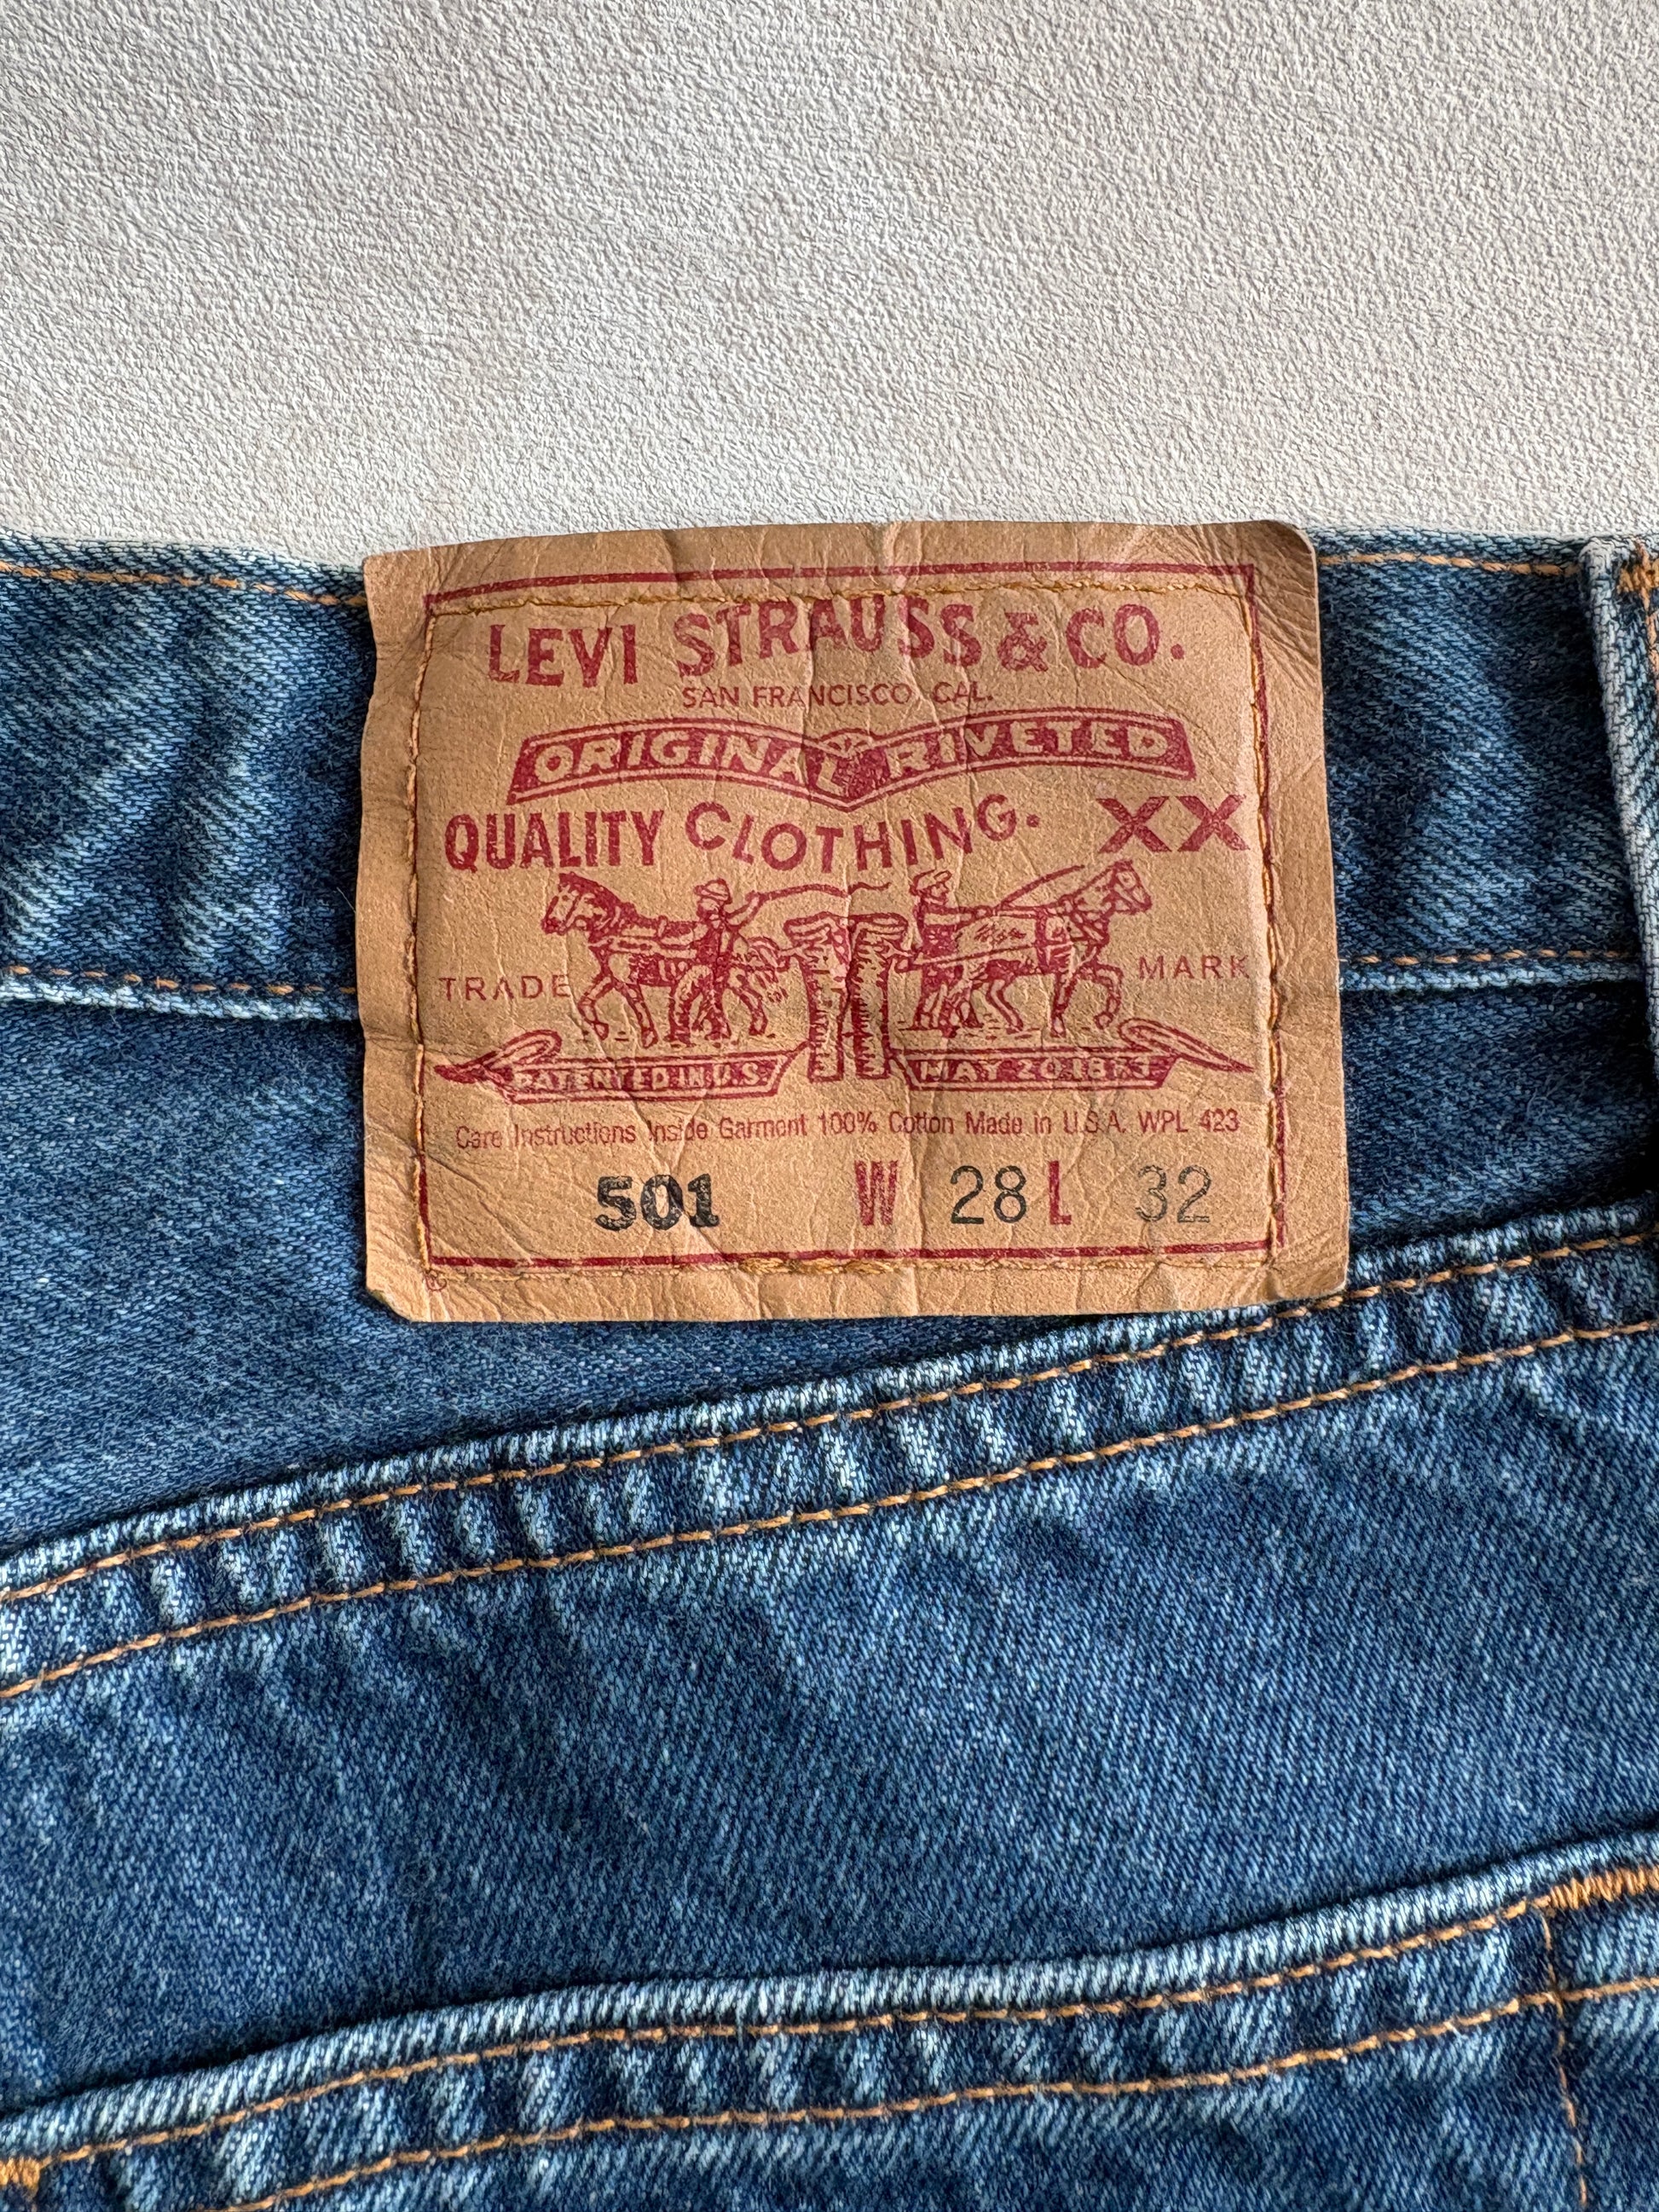 LEVI STRAUSS & CO.
SAN FRANCISCO, CAL.
ORIGINAL RIVETED
QUALITY CLOTHING. XX
TRADE MARK
PATENTED IN U.S. MAY 20 1873
Care Instructions Inside Garment 100% Cotton Made in U.S.A. WPL 423
501 W 28 L 32
®